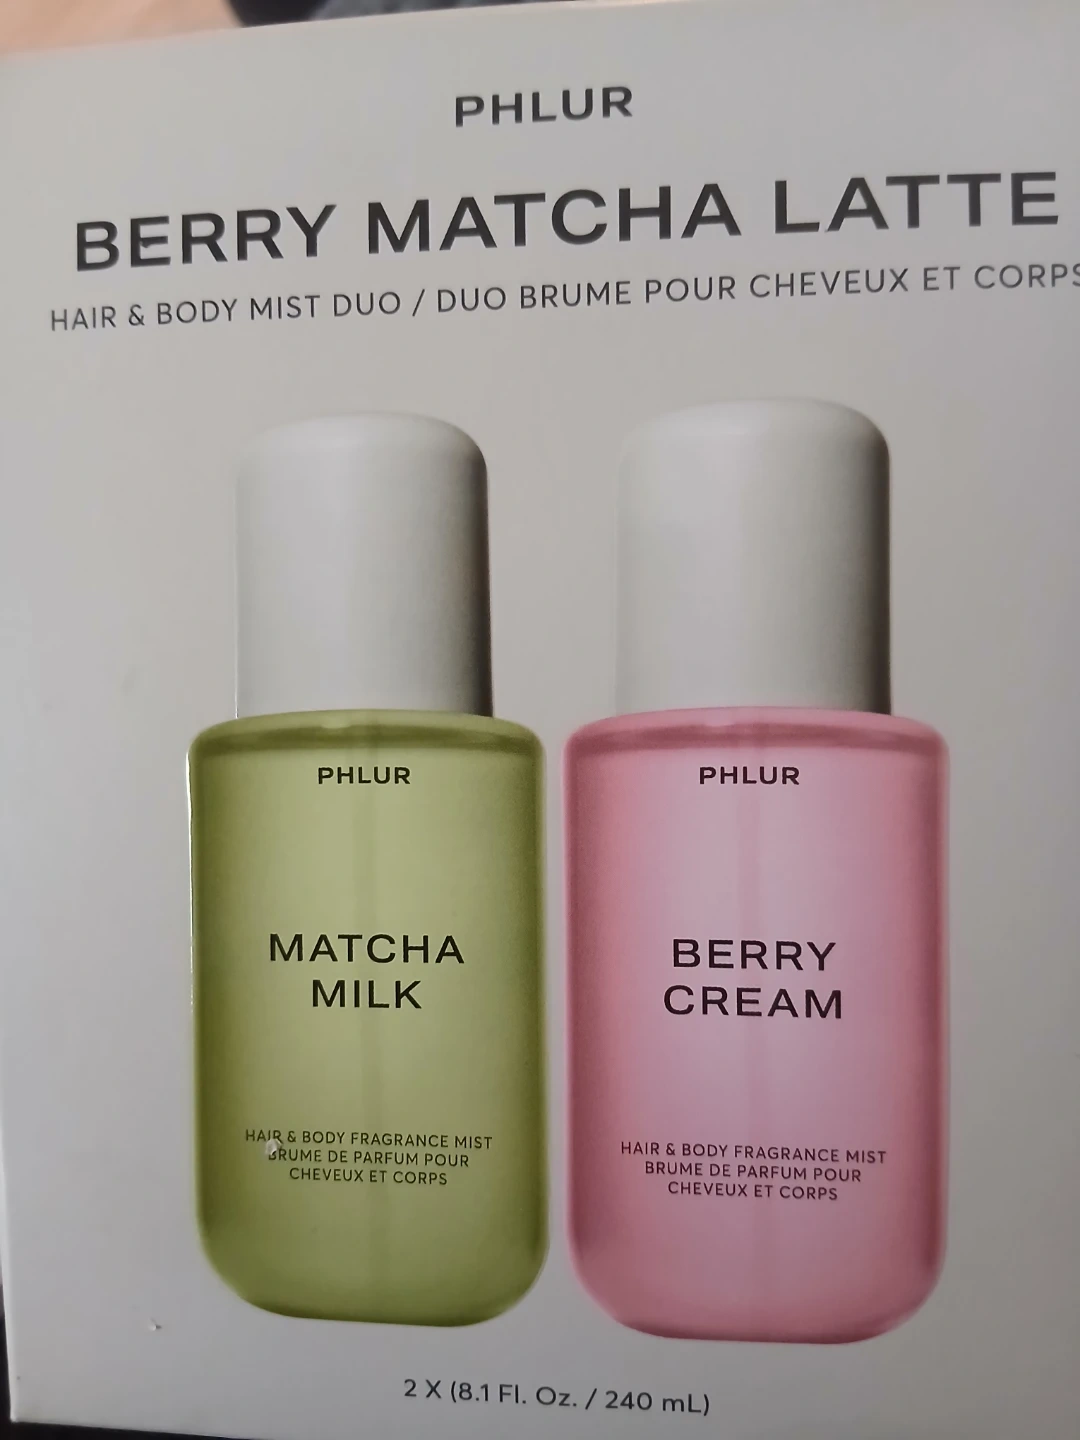 PHLUR
BERRY MATCHA LATTE
HAIR & BODY MIST DUO / DUO BRUME POUR CHEVEUX ET CORPS
PHLUR
MATCHA
MILK
HAIR & BODY FRAGRANCE MIST
BRUME DE PARFUM POUR
CHEVEUX ET CORPS
PHLUR
BERRY
CREAM
HAIR & BODY FRAGRANCE MIST
BRUME DE PARFUM POUR
CHEVEUX ET CORPS
2 X (8.1 Fl. Oz. / 240 mL)